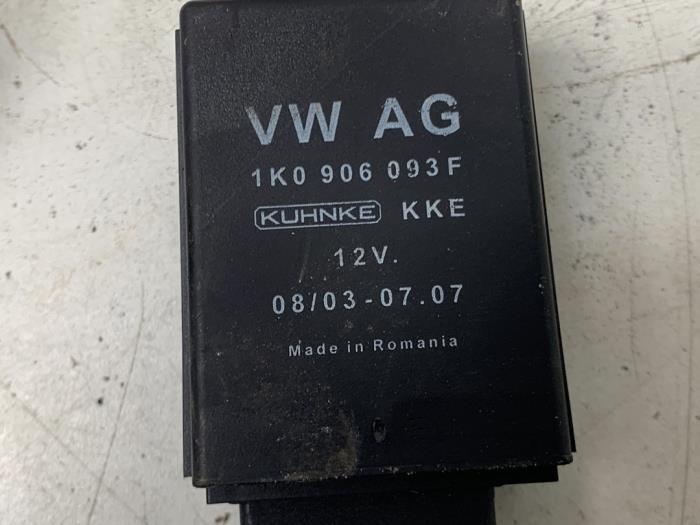 VW AG
1K0 906 093F
KUHNKE KKE
12V.
08/03-07.07
Made in Romania